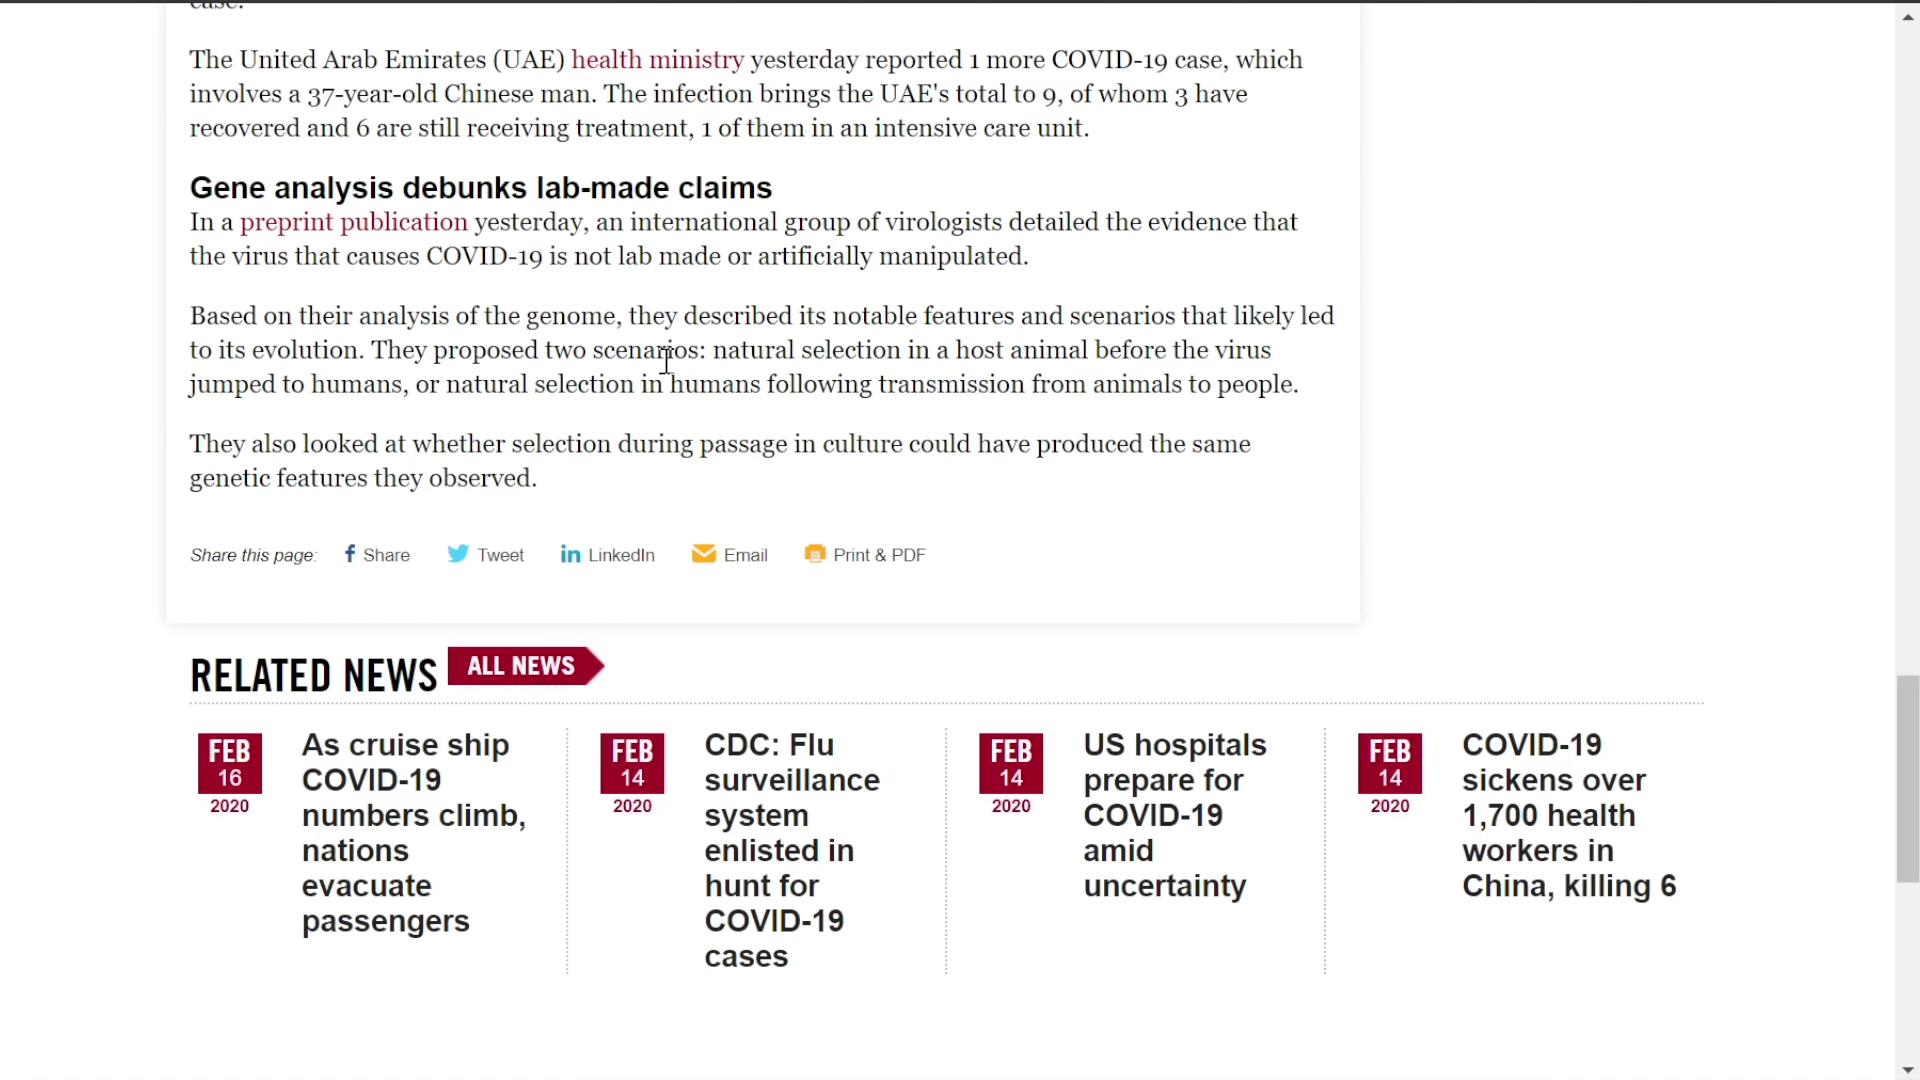 case.
The United Arab Emirates (UAE) health ministry yesterday reported 1 more COVID-19 case, which
involves a 37-year-old Chinese man. The infection brings the UAE's total to 9, of whom 3 have
recovered and 6 are still receiving treatment, 1 of them in an intensive care unit.
Gene analysis debunks lab-made claims
In a preprint publication yesterday, an international group of virologists detailed the evidence that
the virus that causes COVID-19 is not lab made or artificially manipulated.
Based on their analysis of the genome, they described its notable features and scenarios that likely led
to its evolution. They proposed two scenarios: natural selection in a host animal before the virus
jumped to humans, or natural selection in humans following transmission from animals to people.
They also looked at whether selection during passage in culture could have produced the same
genetic features they observed.
Share this page: Share Tweet LinkedIn Email Print & PDF
RELATED NEWS ALL NEWS
FEB
16
2020
As cruise ship
COVID-19
numbers climb,
nations
evacuate
passengers
FEB
14
2020
CDC: Flu
surveillance
system
enlisted in
hunt for
COVID-19
cases
FEB
14
2020
US hospitals
prepare for
COVID-19
amid
uncertainty
FEB
14
2020
COVID-19
sickens over
1,700 health
workers in
China, killing 6